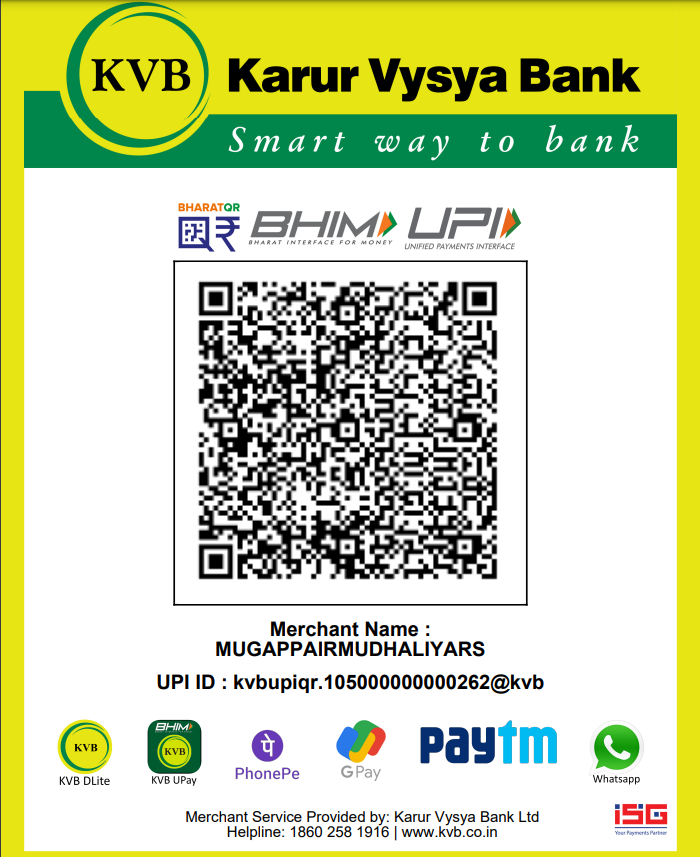 KVB Karur Vysya Bank
Smart way to bank
BHARATQR
BHIM UPI
BHARAT INTERFACE FOR MONEY UNIFIED PAYMENTS INTERFACE
Merchant Name :
MUGAPPAIRMUDHALIYARS
UPI ID : kvbupiqr.105000000000262@kvb
KVB BHIM KVB पे paytm
KVB DLite KVB UPay PhonePe G Pay Whatsapp
Merchant Service Provided by: Karur Vysya Bank Ltd
Helpline: 1860 258 1916 | www.kvb.co.in
iSG
Your Payments Partner